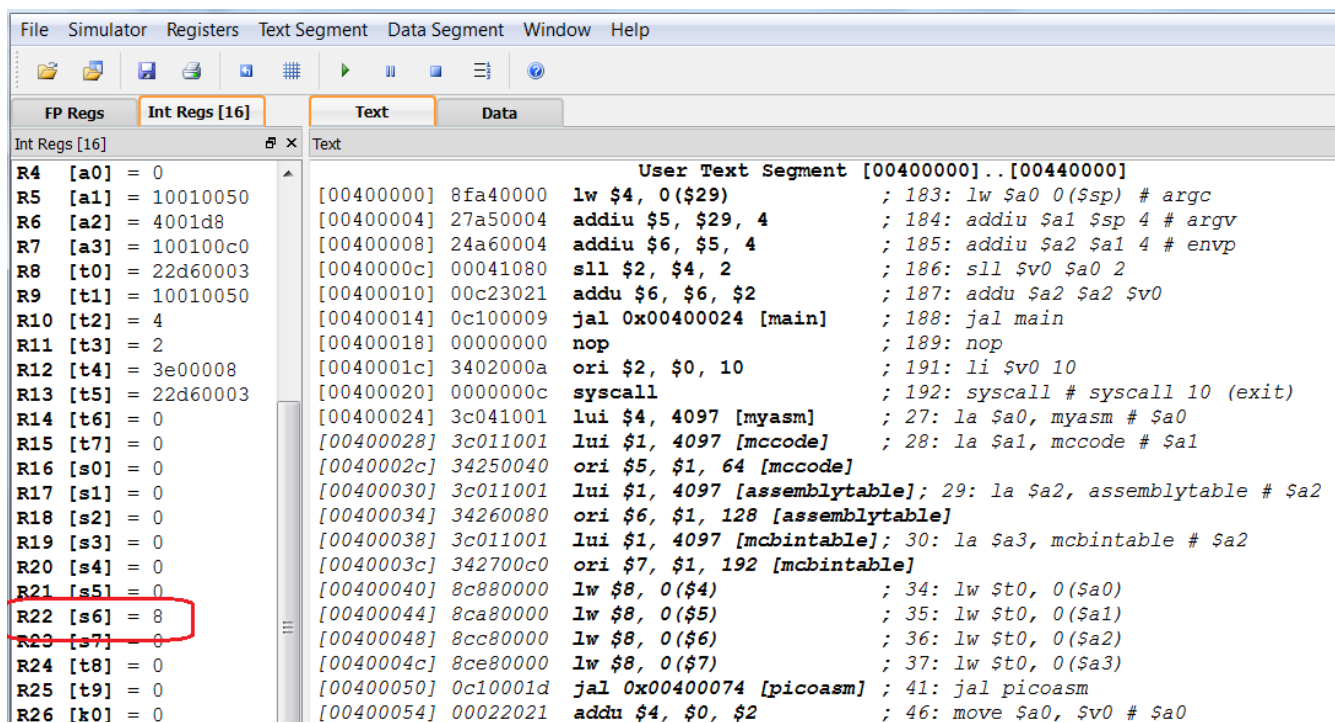 File Simulator Registers Text Segment Data Segment Window Help
FP Regs Int Regs [16] Text Data
Int Regs [16] Text
R4 [a0] = 0
R5 [a1] = 10010050
R6 [a2] = 4001d8
R7 [a3] = 100100c0
R8 [t0] = 22d60003
R9 [t1] = 10010050
R10 [t2] = 4
R11 [t3] = 2
R12 [t4] = 3e00008
R13 [t5] = 22d60003
R14 [t6] = 0
R15 [t7] = 0
R16 [s0] = 0
R17 [s1] = 0
R18 [s2] = 0
R19 [s3] = 0
R20 [s4] = 0
R21 [s5] = 0
R22 [s6] = 8
R23 [s7] = 0
R24 [t8] = 0
R25 [t9] = 0
R26 [k0] = 0
User Text Segment [00400000]..[00440000]
[00400000] 8fa40000 lw $4, 0($29) ; 183: lw $a0 0($sp) # argc
[00400004] 27a50004 addiu $5, $29, 4 ; 184: addiu $a1 $sp 4 # argv
[00400008] 24a60004 addiu $6, $5, 4 ; 185: addiu $a2 $a1 4 # envp
[0040000c] 00041080 sll $2, $4, 2 ; 186: sll $v0 $a0 2
[00400010] 00c23021 addu $6, $6, $2 ; 187: addu $a2 $a2 $v0
[00400014] 0c100009 jal 0x00400024 [main] ; 188: jal main
[00400018] 00000000 nop ; 189: nop
[0040001c] 3402000a ori $2, $0, 10 ; 191: li $v0 10
[00400020] 0000000c syscall ; 192: syscall # syscall 10 (exit)
[00400024] 3c041001 lui $4, 4097 [myasm] ; 27: la $a0, myasm # $a0
[00400028] 3c011001 lui $1, 4097 [mccode] ; 28: la $a1, mccode # $a1
[0040002c] 34250040 ori $5, $1, 64 [mccode]
[00400030] 3c011001 lui $1, 4097 [assemblytable]; 29: la $a2, assemblytable # $a2
[00400034] 34260080 ori $6, $1, 128 [assemblytable]
[00400038] 3c011001 lui $1, 4097 [mcbintable]; 30: la $a3, mcbintable # $a2
[0040003c] 342700c0 ori $7, $1, 192 [mcbintable]
[00400040] 8c880000 lw $8, 0($4) ; 34: lw $t0, 0($a0)
[00400044] 8ca80000 lw $8, 0($5) ; 35: lw $t0, 0($a1)
[00400048] 8cc80000 lw $8, 0($6) ; 36: lw $t0, 0($a2)
[0040004c] 8ce80000 lw $8, 0($7) ; 37: lw $t0, 0($a3)
[00400050] 0c10001d jal 0x00400074 [picoasm] ; 41: jal picoasm
[00400054] 00022021 addu $4, $0, $2 ; 46: move $a0, $v0 # $a0